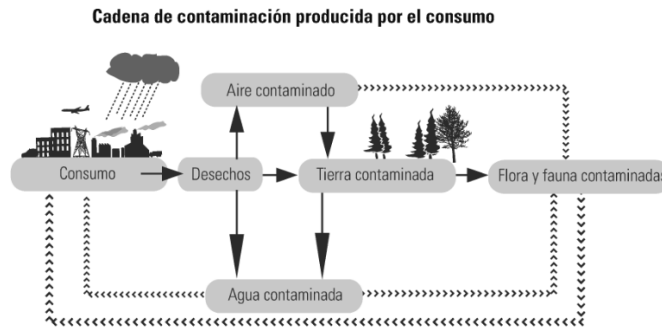 Cadena de contaminación producida por el consumo
Aire contaminado
Consumo
Desechos
Tierra contaminada
Flora y fauna contaminadas
Agua contaminada